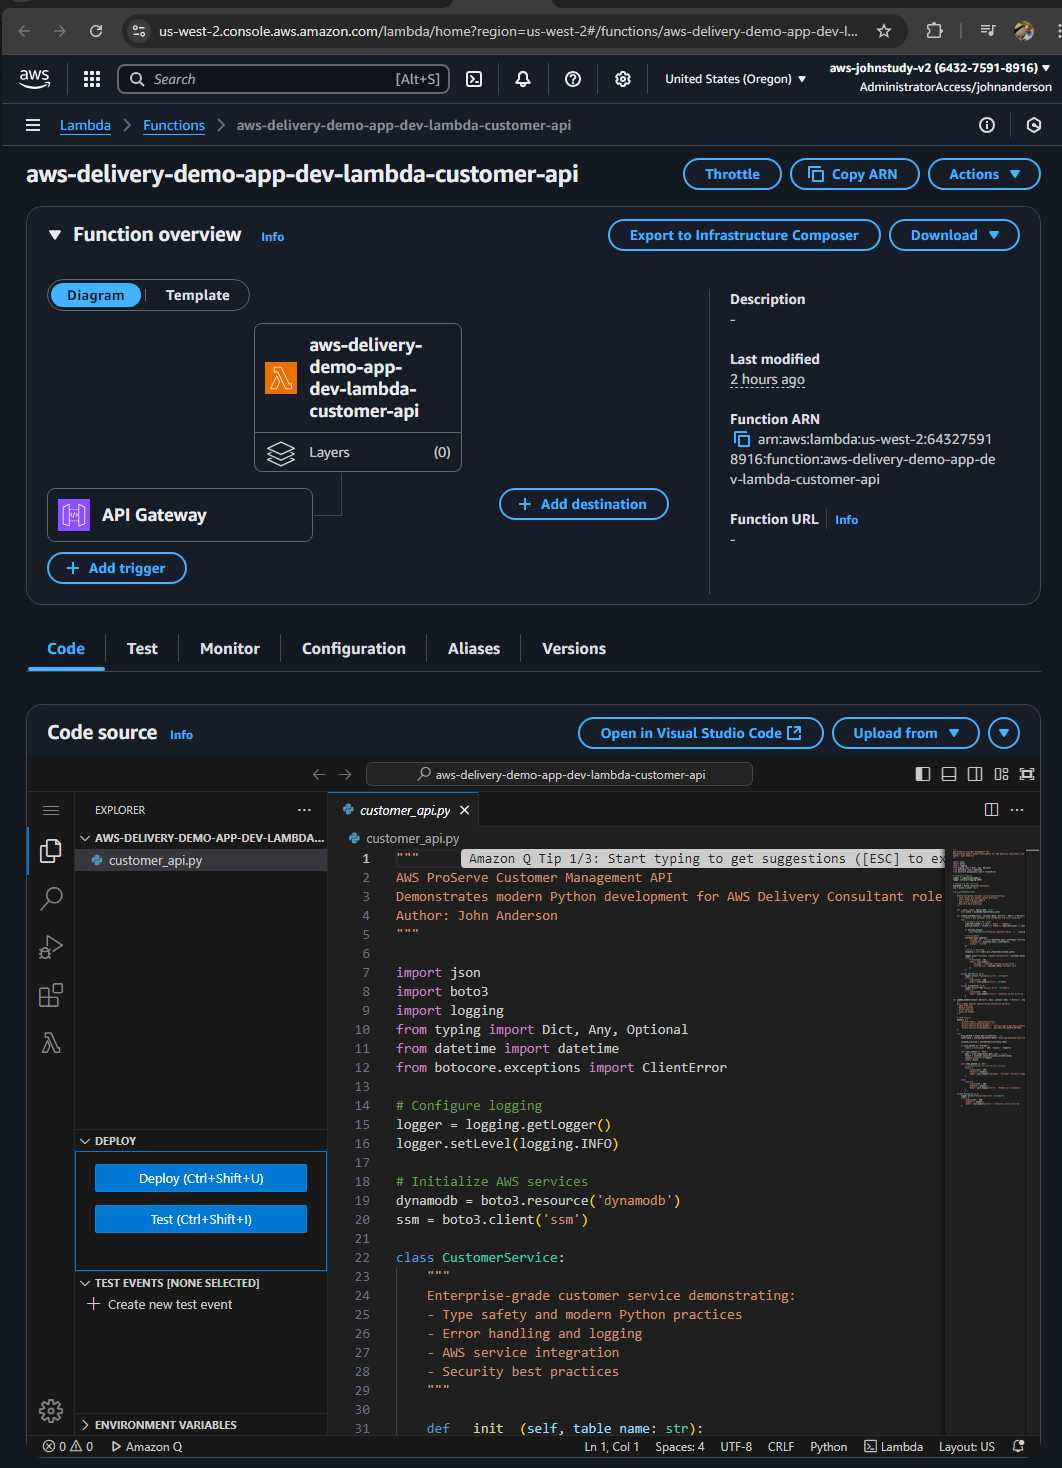 us-west-2.console.aws.amazon.com/lambda/home?region=us-west-2#/functions/aws-delivery-demo-app-dev-l...
aws
Search [Alt+S]
United States (Oregon)
aws-johnstudy-v2 (6432-7591-8916)
AdministratorAccess/johnanderson
Lambda
Functions
aws-delivery-demo-app-dev-lambda-customer-api
aws-delivery-demo-app-dev-lambda-customer-api
Throttle
Copy ARN
Actions
Function overview Info
Export to Infrastructure Composer
Download
Diagram
Template
aws-delivery-
demo-app-
dev-lambda-
customer-api
Layers (0)
API Gateway
+ Add trigger
+ Add destination
Description
-
Last modified
2 hours ago
Function ARN
arn:aws:lambda:us-west-2:64327591
8916:function:aws-delivery-demo-app-de
v-lambda-customer-api
Function URL Info
-
Code
Test
Monitor
Configuration
Aliases
Versions
Code source Info
Open in Visual Studio Code
Upload from
aws-delivery-demo-app-dev-lambda-customer-api
EXPLORER
AWS-DELIVERY-DEMO-APP-DEV-LAMBDA...
customer_api.py
DEPLOY
Deploy (Ctrl+Shift+U)
Test (Ctrl+Shift+I)
TEST EVENTS [NONE SELECTED]
+ Create new test event
ENVIRONMENT VARIABLES
customer_api.py
customer_api.py
1 """ Amazon Q Tip 1/3: Start typing to get suggestions ([ESC] to ex
2 AWS ProServe Customer Management API
3 Demonstrates modern Python development for AWS Delivery Consultant role
4 Author: John Anderson
5 """
6
7 import json
8 import boto3
9 import logging
10 from typing import Dict, Any, Optional
11 from datetime import datetime
12 from botocore.exceptions import ClientError
13
14 # Configure logging
15 logger = logging.getLogger()
16 logger.setLevel(logging.INFO)
17
18 # Initialize AWS services
19 dynamodb = boto3.resource('dynamodb')
20 ssm = boto3.client('ssm')
21
22 class CustomerService:
23 """
24 Enterprise-grade customer service demonstrating:
25 - Type safety and modern Python practices
26 - Error handling and logging
27 - AWS service integration
28 - Security best practices
29 """
30
31 def __init__(self, table_name: str):
0 0 Amazon Q Ln 1, Col 1 Spaces: 4 UTF-8 CRLF Python Lambda Layout: US